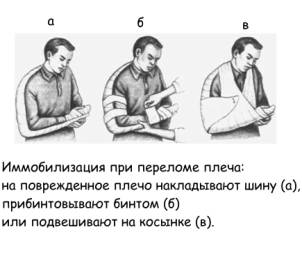 а б в
Иммобилизация при переломе плеча:
на поврежденное плечо накладывают шину (а),
прибинтовывают бинтом (б)
или подвешивают на косынке (в).